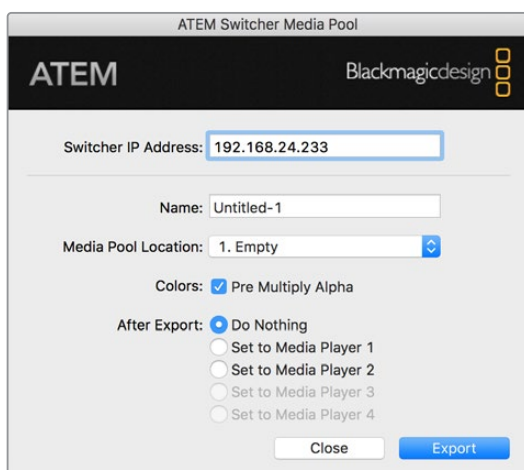 ATEM Switcher Media Pool
ATEM Blackmagicdesign
Switcher IP Address: 192.168.24.233
Name: Untitled-1
Media Pool Location: 1. Empty
Colors: Pre Multiply Alpha
After Export: Do Nothing
Set to Media Player 1
Set to Media Player 2
Set to Media Player 3
Set to Media Player 4
Close Export